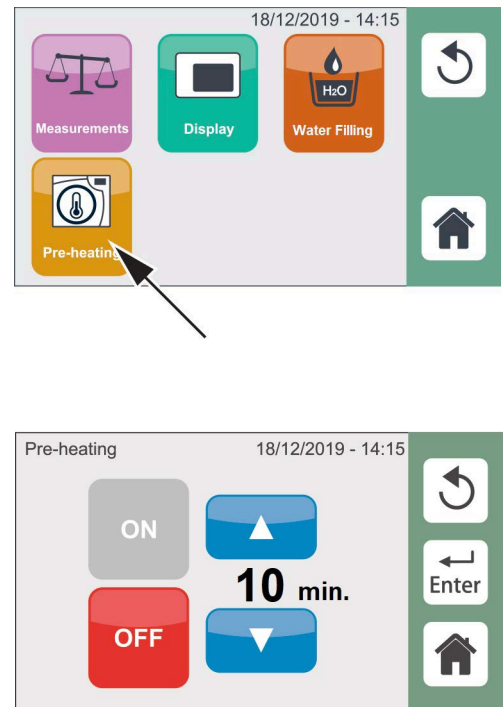 18/12/2019 - 14:15
H₂O
Measurements
Display
Water Filling
Pre-heating
Pre-heating
18/12/2019 - 14:15
ON
10 min.
OFF
Enter